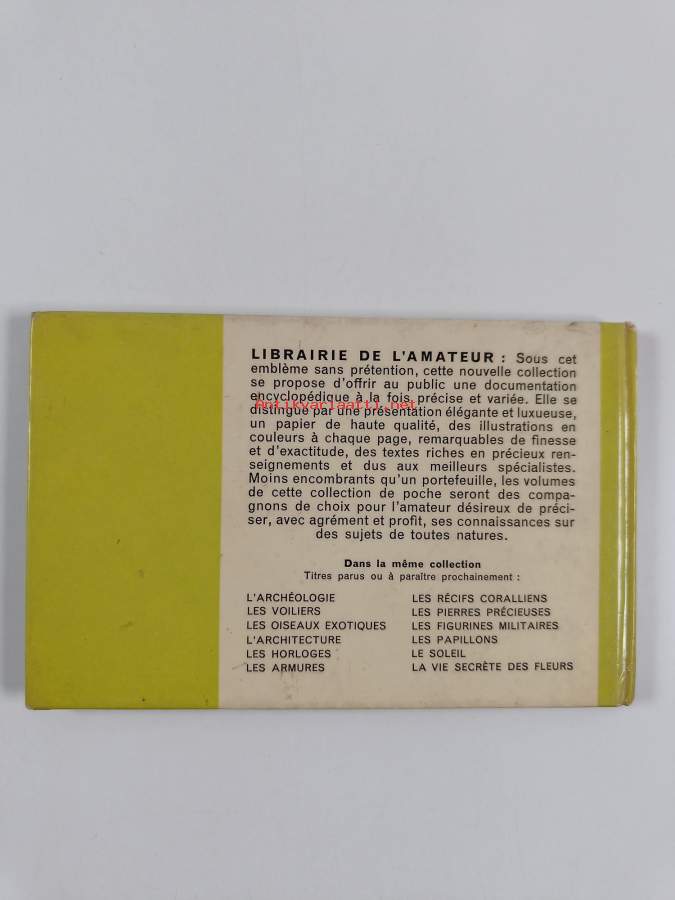 LIBRAIRIE DE L'AMATEUR : Sous cet
emblème sans prétention, cette nouvelle collection
se propose d'offrir au public une documentation
encyclopédique à la fois précise et variée. Elle se
Antikvariaatti.net
distingue par une présentation élégante et luxueuse,
un papier de haute qualité, des illustrations en
couleurs à chaque page, remarquables de finesse
et d'exactitude, des textes riches en précieux ren-
seignements et dus aux meilleurs spécialistes.
Moins encombrants qu'un portefeuille, les volumes
de cette collection de poche seront des compa-
gnons de choix pour l'amateur désireux de préci-
ser, avec agrément et profit, ses connaissances sur
des sujets de toutes natures.
Dans la même collection
Titres parus ou à paraître prochainement :
L'ARCHÉOLOGIE
LES VOILIERS
LES OISEAUX EXOTIQUES
L'ARCHITECTURE
LES HORLOGES
LES ARMURES
LES RÉCIFS CORALLIENS
LES PIERRES PRÉCIEUSES
LES FIGURINES MILITAIRES
LES PAPILLONS
LE SOLEIL
LA VIE SECRÈTE DES FLEURS